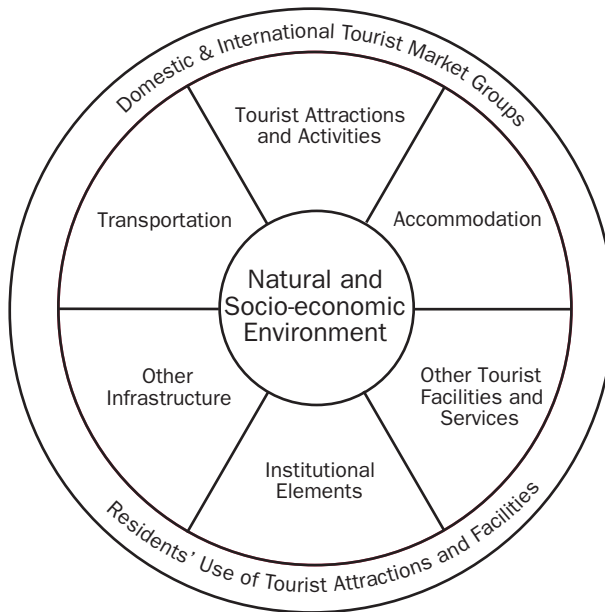 Domestic & International Tourist Market Groups
Tourist Attractions
and Activities
Transportation
Accommodation
Natural and
Socio-economic
Environment
Other
Infrastructure
Other Tourist
Facilities and
Services
Institutional
Elements
Residents’ Use of Tourist Attractions and Facilities